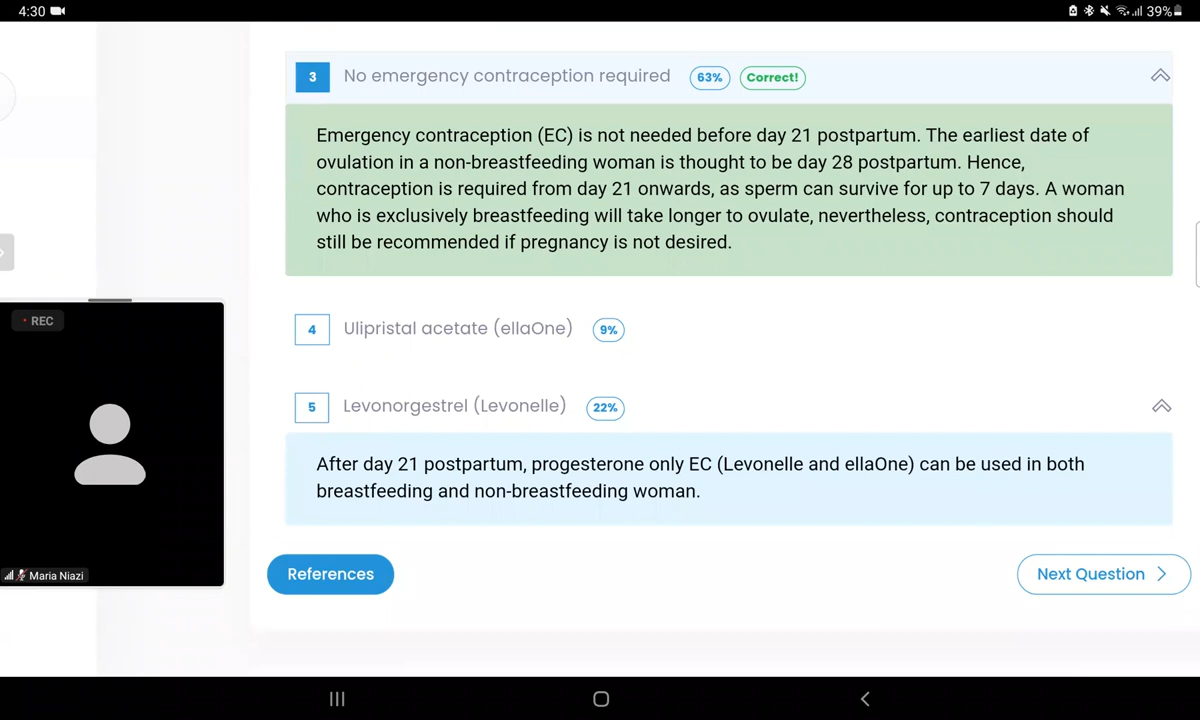 4:30
39%
3 No emergency contraception required 63% Correct!
Emergency contraception (EC) is not needed before day 21 postpartum. The earliest date of
ovulation in a non-breastfeeding woman is thought to be day 28 postpartum. Hence,
contraception is required from day 21 onwards, as sperm can survive for up to 7 days. A woman
who is exclusively breastfeeding will take longer to ovulate, nevertheless, contraception should
still be recommended if pregnancy is not desired.
REC
4 Ulipristal acetate (ellaOne) 9%
5 Levonorgestrel (Levonelle) 22%
After day 21 postpartum, progesterone only EC (Levonelle and ellaOne) can be used in both
breastfeeding and non-breastfeeding woman.
Maria Niazi
References
Next Question